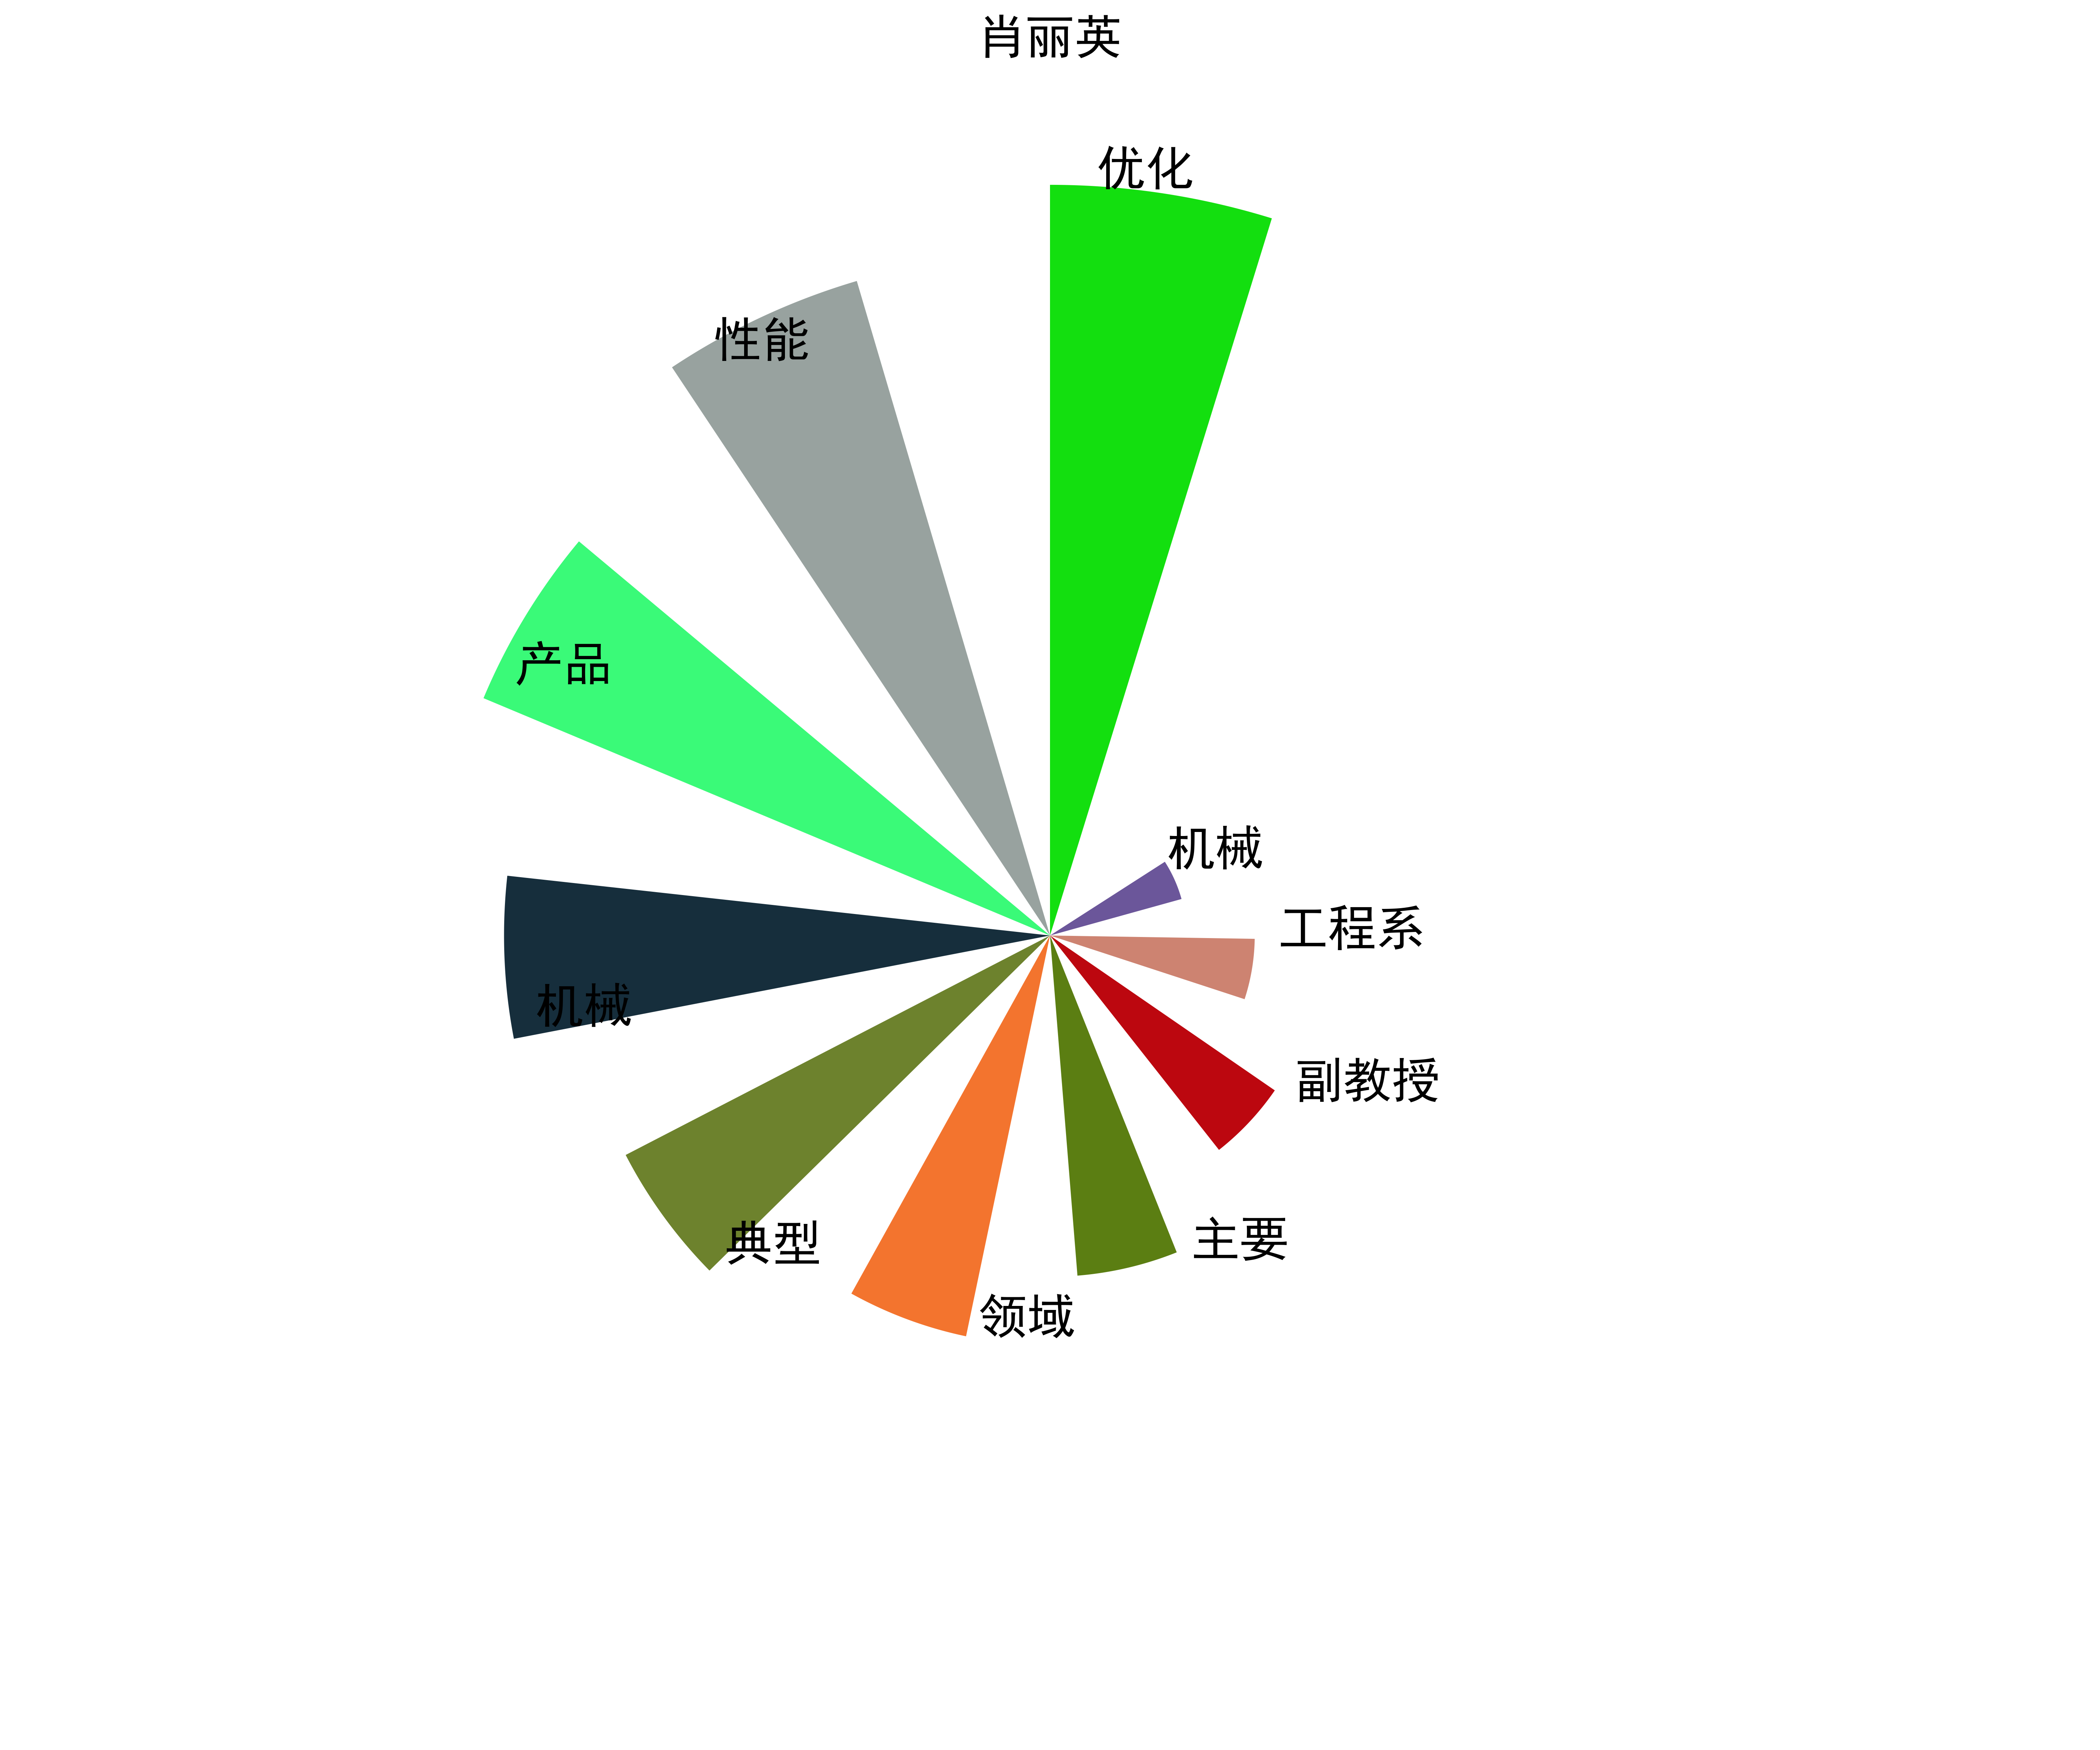 肖丽英
优化
性能
产品
机械
工程系
机械
副教授
主要
典型
领域